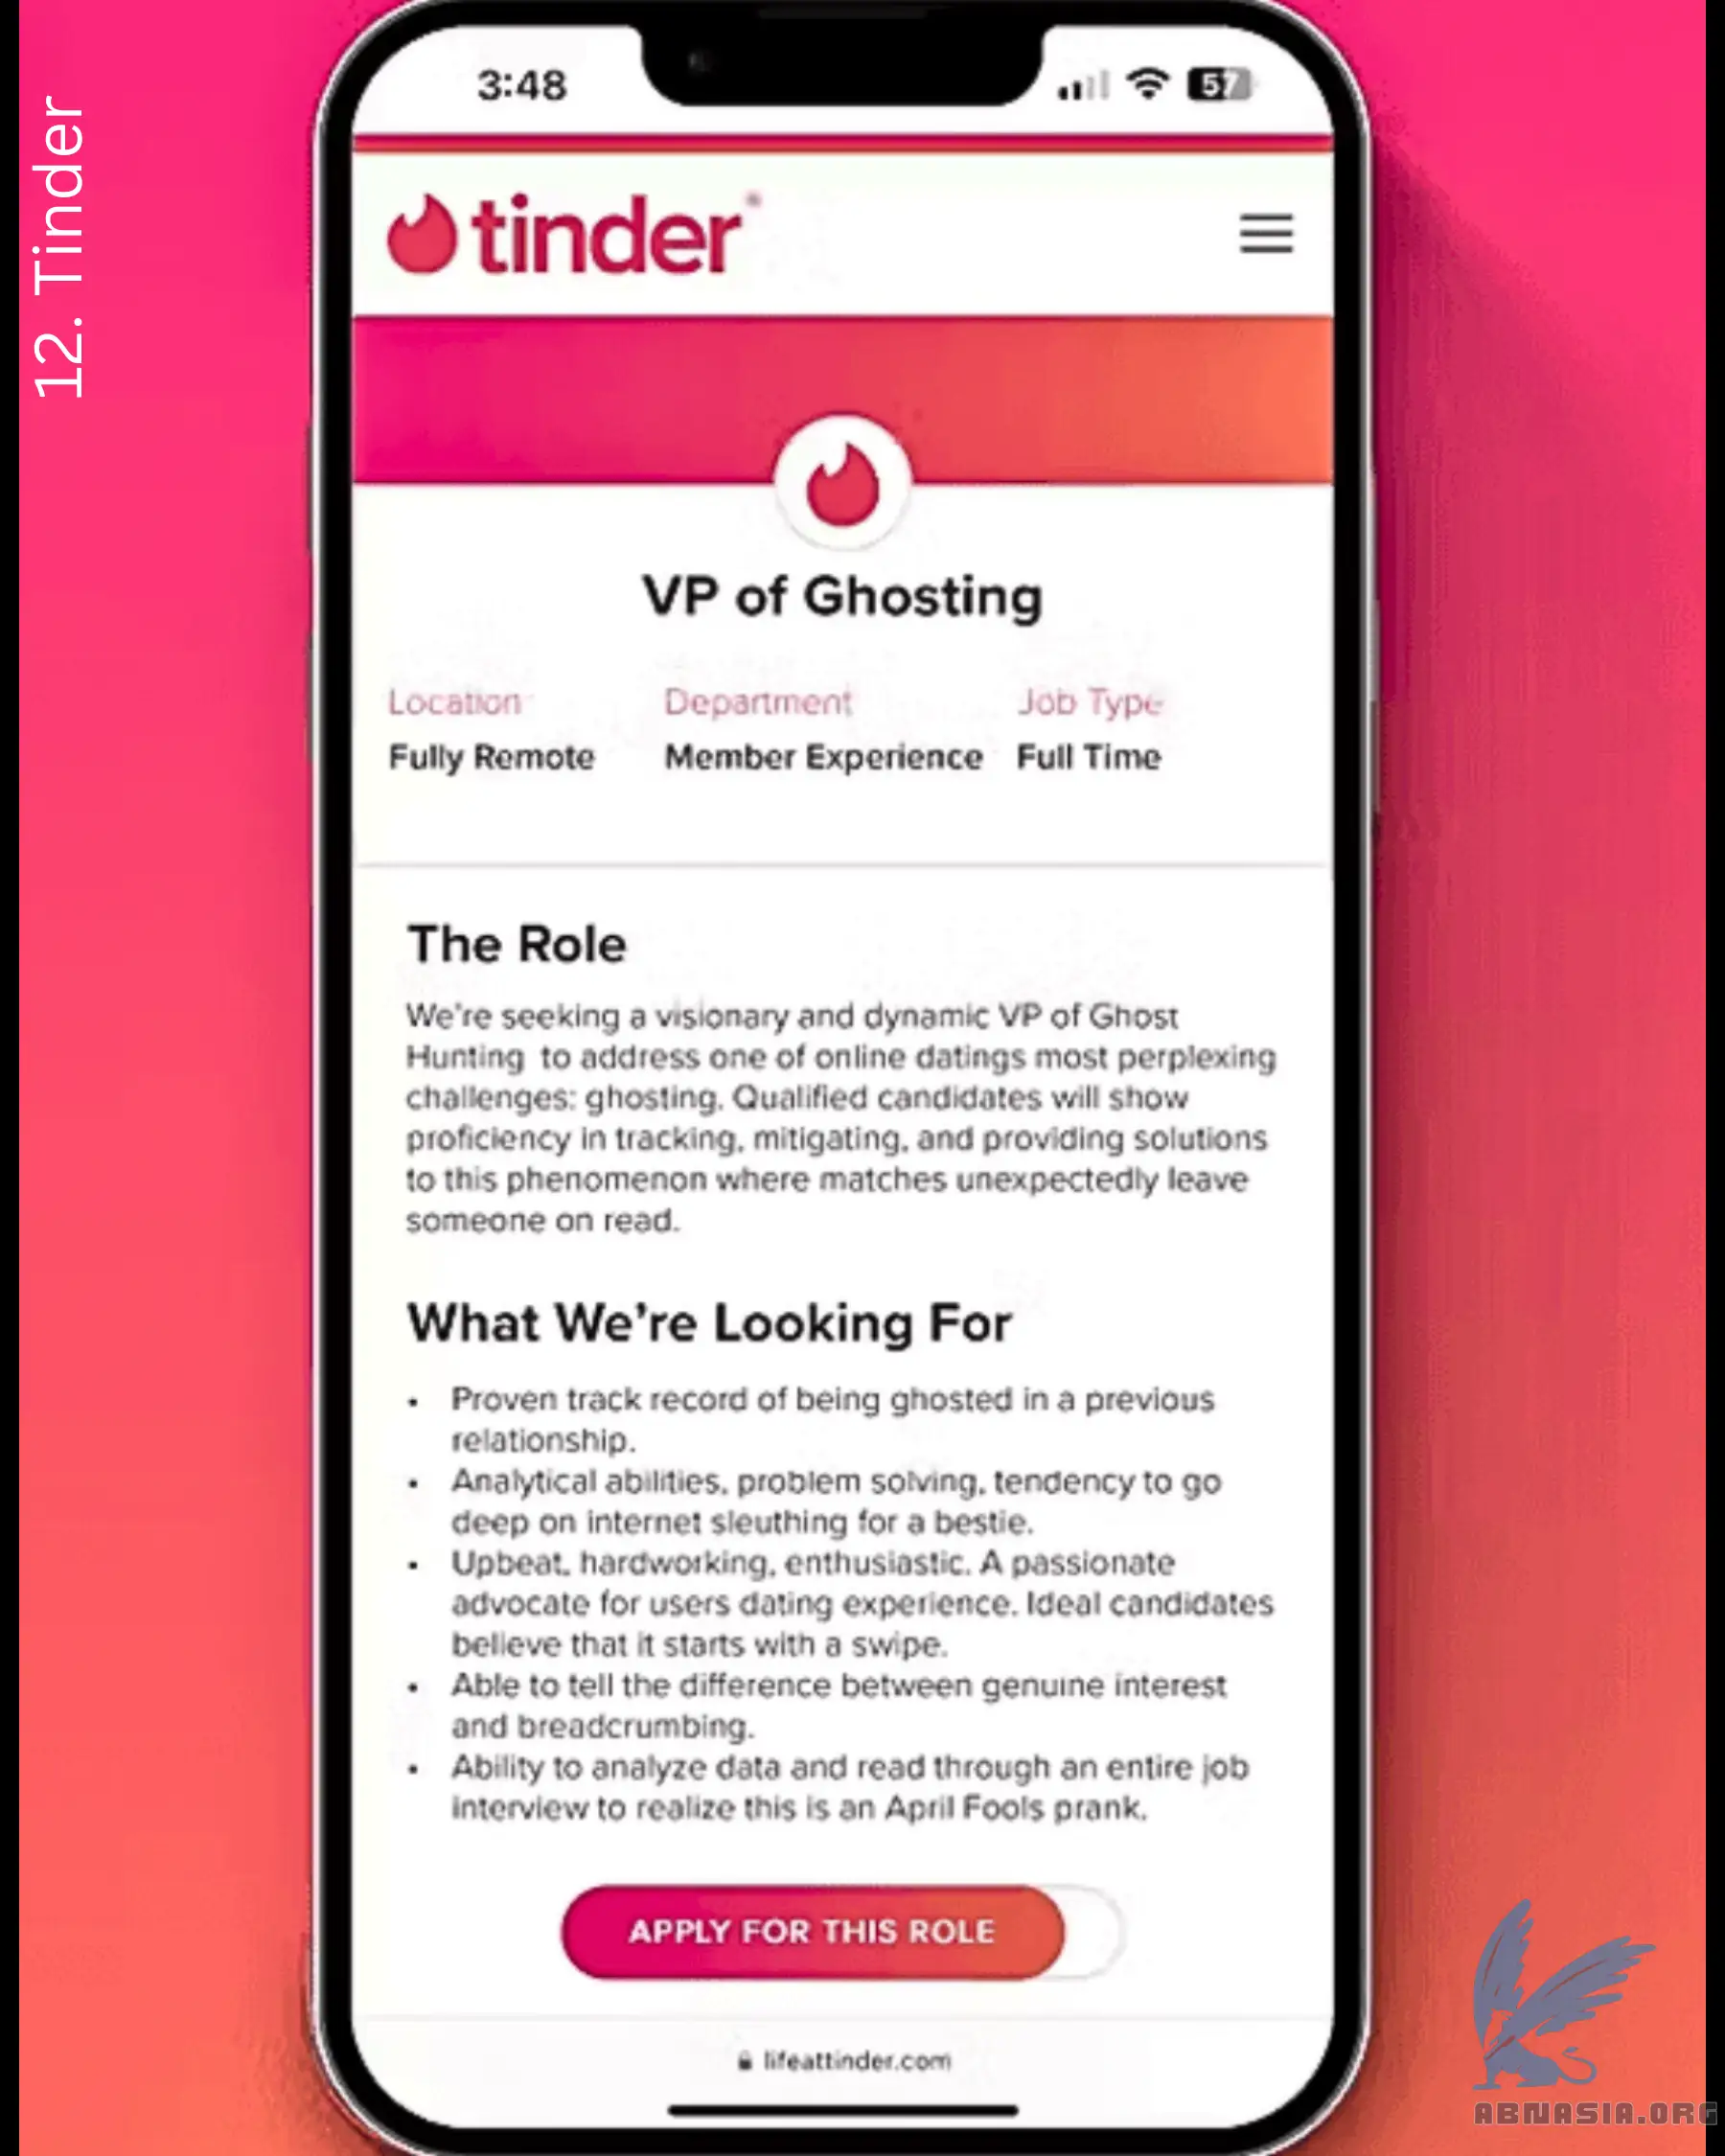 12. Tinder
3:48
57
tinder
VP of Ghosting
Location Department Job Type
Fully Remote Member Experience Full Time
The Role
We're seeking a visionary and dynamic VP of Ghost
Hunting to address one of online datings most perplexing
challenges: ghosting. Qualified candidates will show
proficiency in tracking, mitigating, and providing solutions
to this phenomenon where matches unexpectedly leave
someone on read.
What We're Looking For
• Proven track record of being ghosted in a previous
relationship.
• Analytical abilities, problem solving, tendency to go
deep on internet sleuthing for a bestie.
• Upbeat, hardworking, enthusiastic. A passionate
advocate for users dating experience. Ideal candidates
believe that it starts with a swipe.
• Able to tell the difference between genuine interest
and breadcrumbing.
• Ability to analyze data and read through an entire job
interview to realize this is an April Fools prank.
APPLY FOR THIS ROLE
lifeattinder.com
ABNASIA.ORG